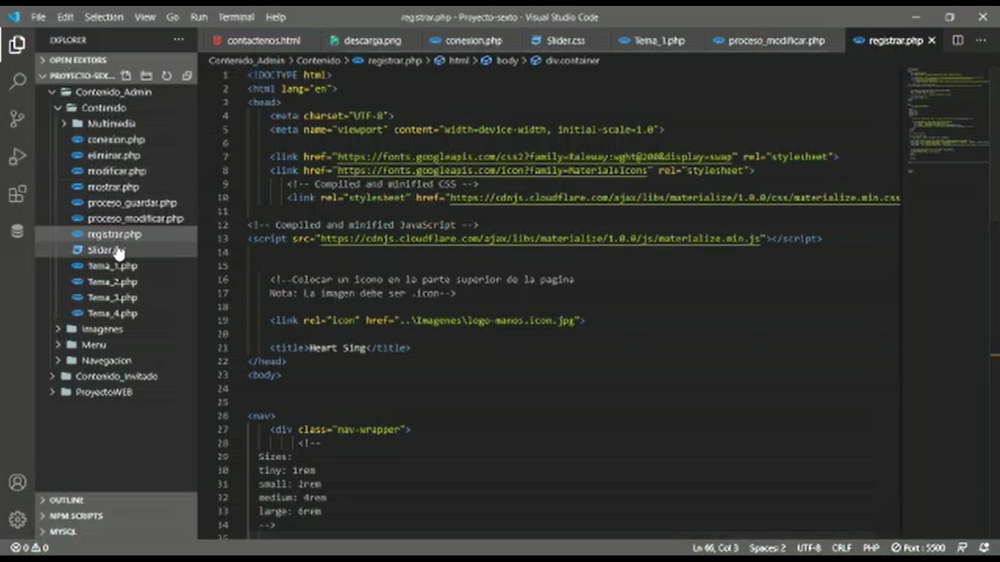 File Edit Selection View Go Run Terminal Help registrar.php - Proyecto-sexto - Visual Studio Code
EXPLORER ··· contactenos.html descarga.png conexion.php Slider.css Tema_1.php proceso_modificar.php registrar.php
OPEN EDITORS
Contenido_Admin > Contenido > registrar.php > html > body > div.container
PROYECTO-SEX...
Contenido_Admin
Contenido
Multimedia
conexion.php
eliminar.php
modificar.php
mostrar.php
proceso_guardar.php
proceso_modificar.php
registrar.php
Slider
Tema_1.php
Tema_2.php
Tema_3.php
Tema_4.php
Imagenes
Menu
Navegacion
Contenido_Invitado
ProyectoWEB
OUTLINE
NPM SCRIPTS
MYSQL
1 <!DOCTYPE html>
2 <html lang="en">
3 <head>
4 <meta charset="UTF-8">
5 <meta name="viewport" content="width=device-width, initial-scale=1.0">
6
7 <link href="https://fonts.googleapis.com/css2?family=Raleway:wght@200&display=swap" rel="stylesheet">
8 <link href="https://fonts.googleapis.com/icon?family=Material+Icons" rel="stylesheet">
9 <!-- Compiled and minified CSS -->
10 <link rel="stylesheet" href="https://cdnjs.cloudflare.com/ajax/libs/materialize/1.0.0/css/materialize.min.css
11
12 <!-- Compiled and minified JavaScript -->
13 <script src="https://cdnjs.cloudflare.com/ajax/libs/materialize/1.0.0/js/materialize.min.js"></script>
14
15
16 <!--Colocar un icono en la parte superior de la pagina
17 Nota: La imagen debe ser .icon-->
18
19 <link rel="icon" href="..\Imagenes\logo-manos.icon.jpg">
20
21 <title>Heart Sing</title>
22 </head>
23 <body>
24
25
26 <nav>
27 <div class="nav-wrapper">
28 <!--
29 Sizes:
30 tiny: 1rem
31 small: 2rem
32 medium: 4rem
33 large: 6rem
34 -->
35
0 0 Ln 66, Col 3 Spaces: 2 UTF-8 CRLF PHP Port : 5500